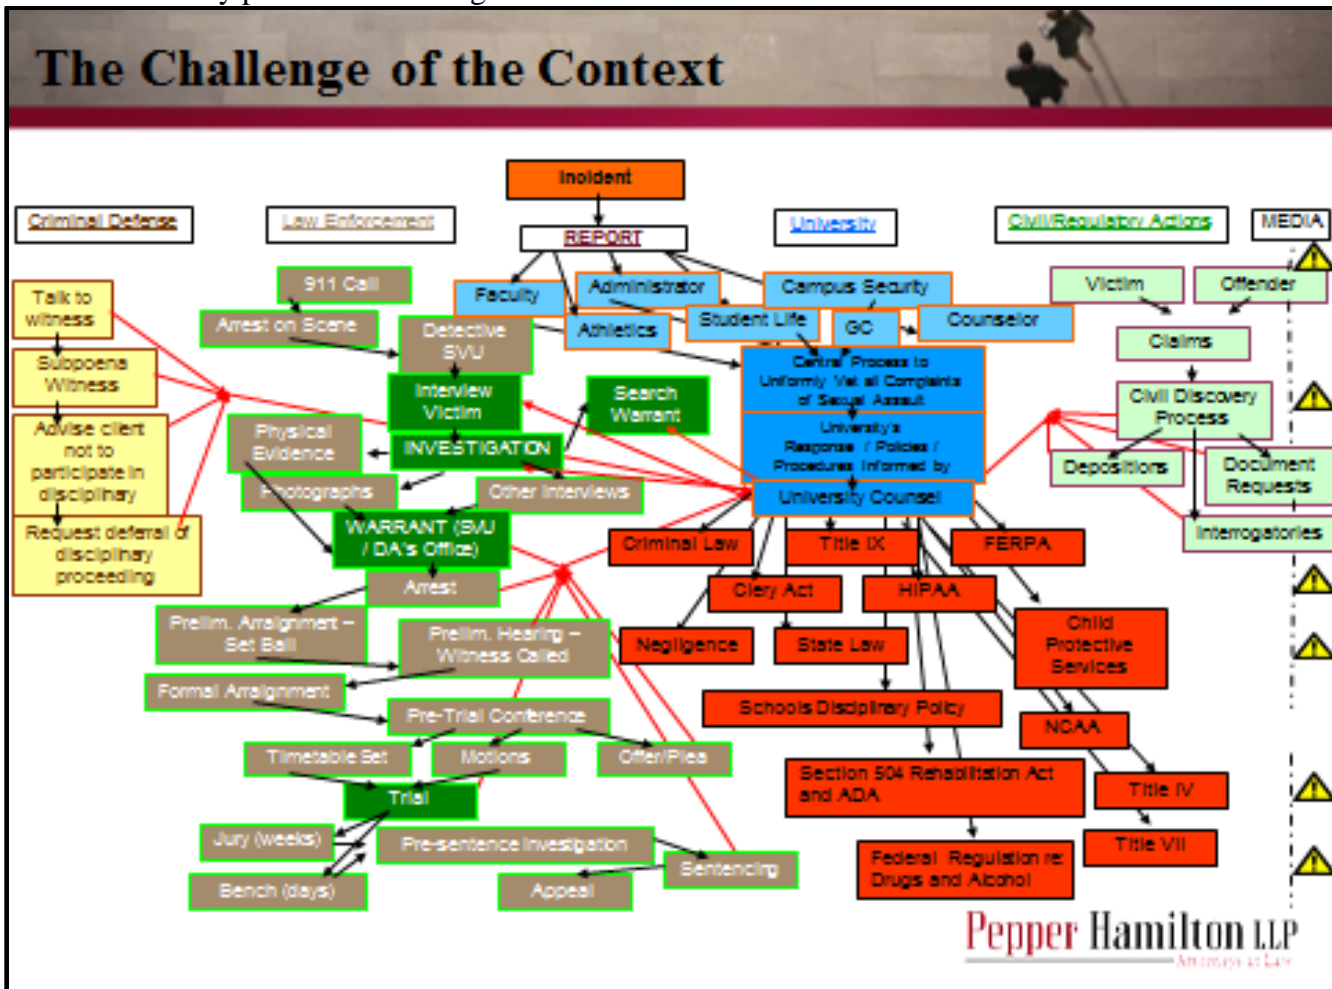 The Challenge of the Context
Incident
Criminal Defense
Law Enforcement
REPORT
University
Civil/Regulatory Actions
MEDIA
911 Call
Arrest on Scene
Detective
SVU
Interview
Victim
INVESTIGATION
Search
Warrant
Physical
Evidence
Photographs
Other Interviews
WARRANT (SVU
/ DA's Office)
Arrest
Prelim. Arraignment –
Set Bail
Prelim. Hearing –
Witness Called
Formal Arraignment
Pre-Trial Conference
Timetable Set
Motions
Offer/Plea
Trial
Jury (weeks)
Bench (days)
Pre-sentence Investigation
Sentencing
Appeal
Talk to
witness
Subpoena
Witness
Advise client
not to
participate in
disciplinary
Request deferral of
disciplinary
proceeding
Faculty
Administrator
Athletics
Student Life
Campus Security
GC
Counselor
Central Process to
Uniformly Vet all Complaints
of Sexual Assault
University's
Response / Policies /
Procedures Informed by
University Counsel
Criminal Law
Title IX
FERPA
Clery Act
HIPAA
Negligence
State Law
Child
Protective
Services
Schools Disciplinary Policy
NCAA
Section 504 Rehabilitation Act
and ADA
Title IV
Title VII
Federal Regulation re:
Drugs and Alcohol
Victim
Offender
Claims
Civil Discovery
Process
Depositions
Document
Requests
Interrogatories
Pepper Hamilton LLP
Attorneys at Law